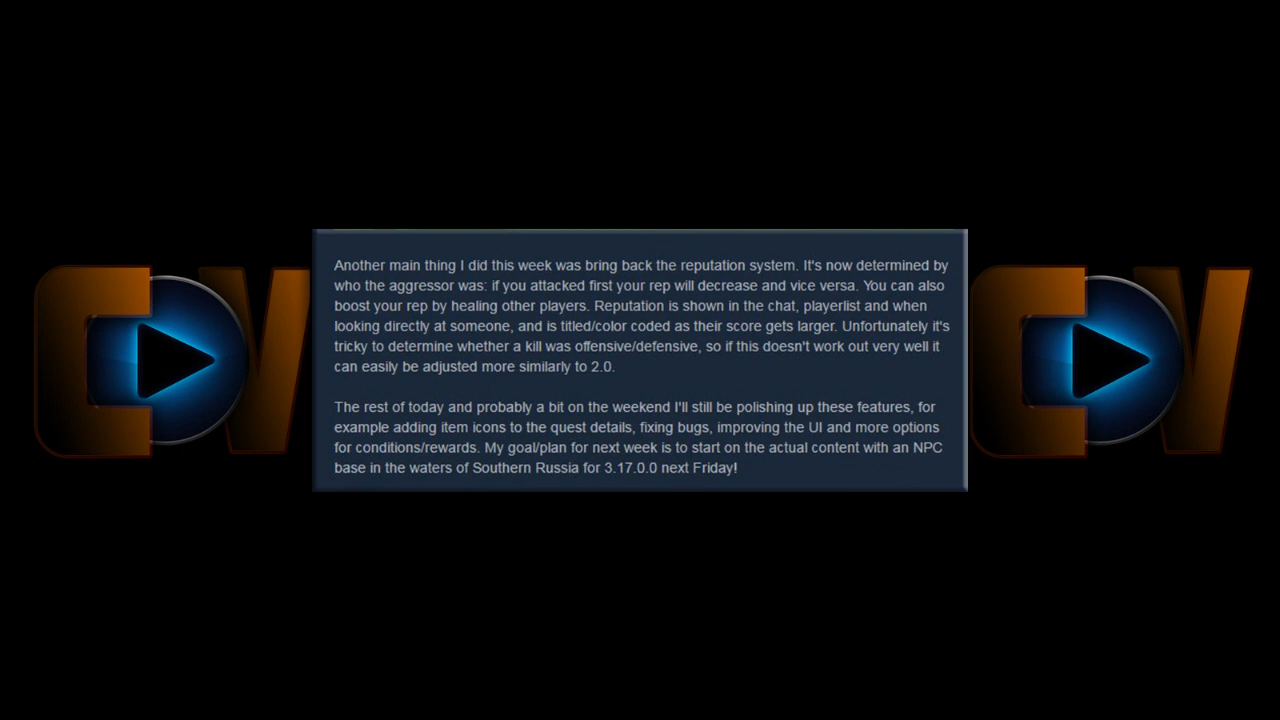 Another main thing I did this week was bring back the reputation system. It's now determined by
who the aggressor was: if you attacked first your rep will decrease and vice versa. You can also
boost your rep by healing other players. Reputation is shown in the chat, playerlist and when
looking directly at someone, and is titled/color coded as their score gets larger. Unfortunately it's
tricky to determine whether a kill was offensive/defensive, so if this doesn't work out very well it
can easily be adjusted more similarly to 2.0.
The rest of today and probably a bit on the weekend I'll still be polishing up these features, for
example adding item icons to the quest details, fixing bugs, improving the UI and more options
for conditions/rewards. My goal/plan for next week is to start on the actual content with an NPC
base in the waters of Southern Russia for 3.17.0.0 next Friday!